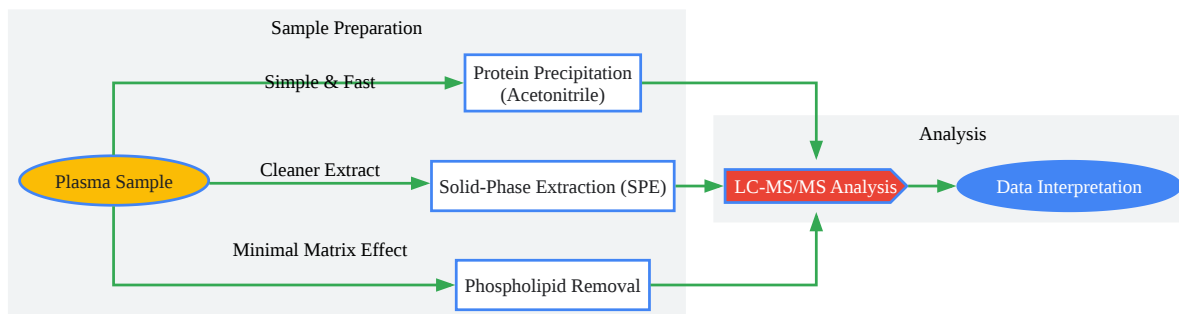 Sample Preparation
Simple & Fast
Protein Precipitation
(Acetonitrile)
Analysis
Plasma Sample
Cleaner Extract
Solid-Phase Extraction (SPE)
LC-MS/MS Analysis
Data Interpretation
Minimal Matrix Effect
Phospholipid Removal